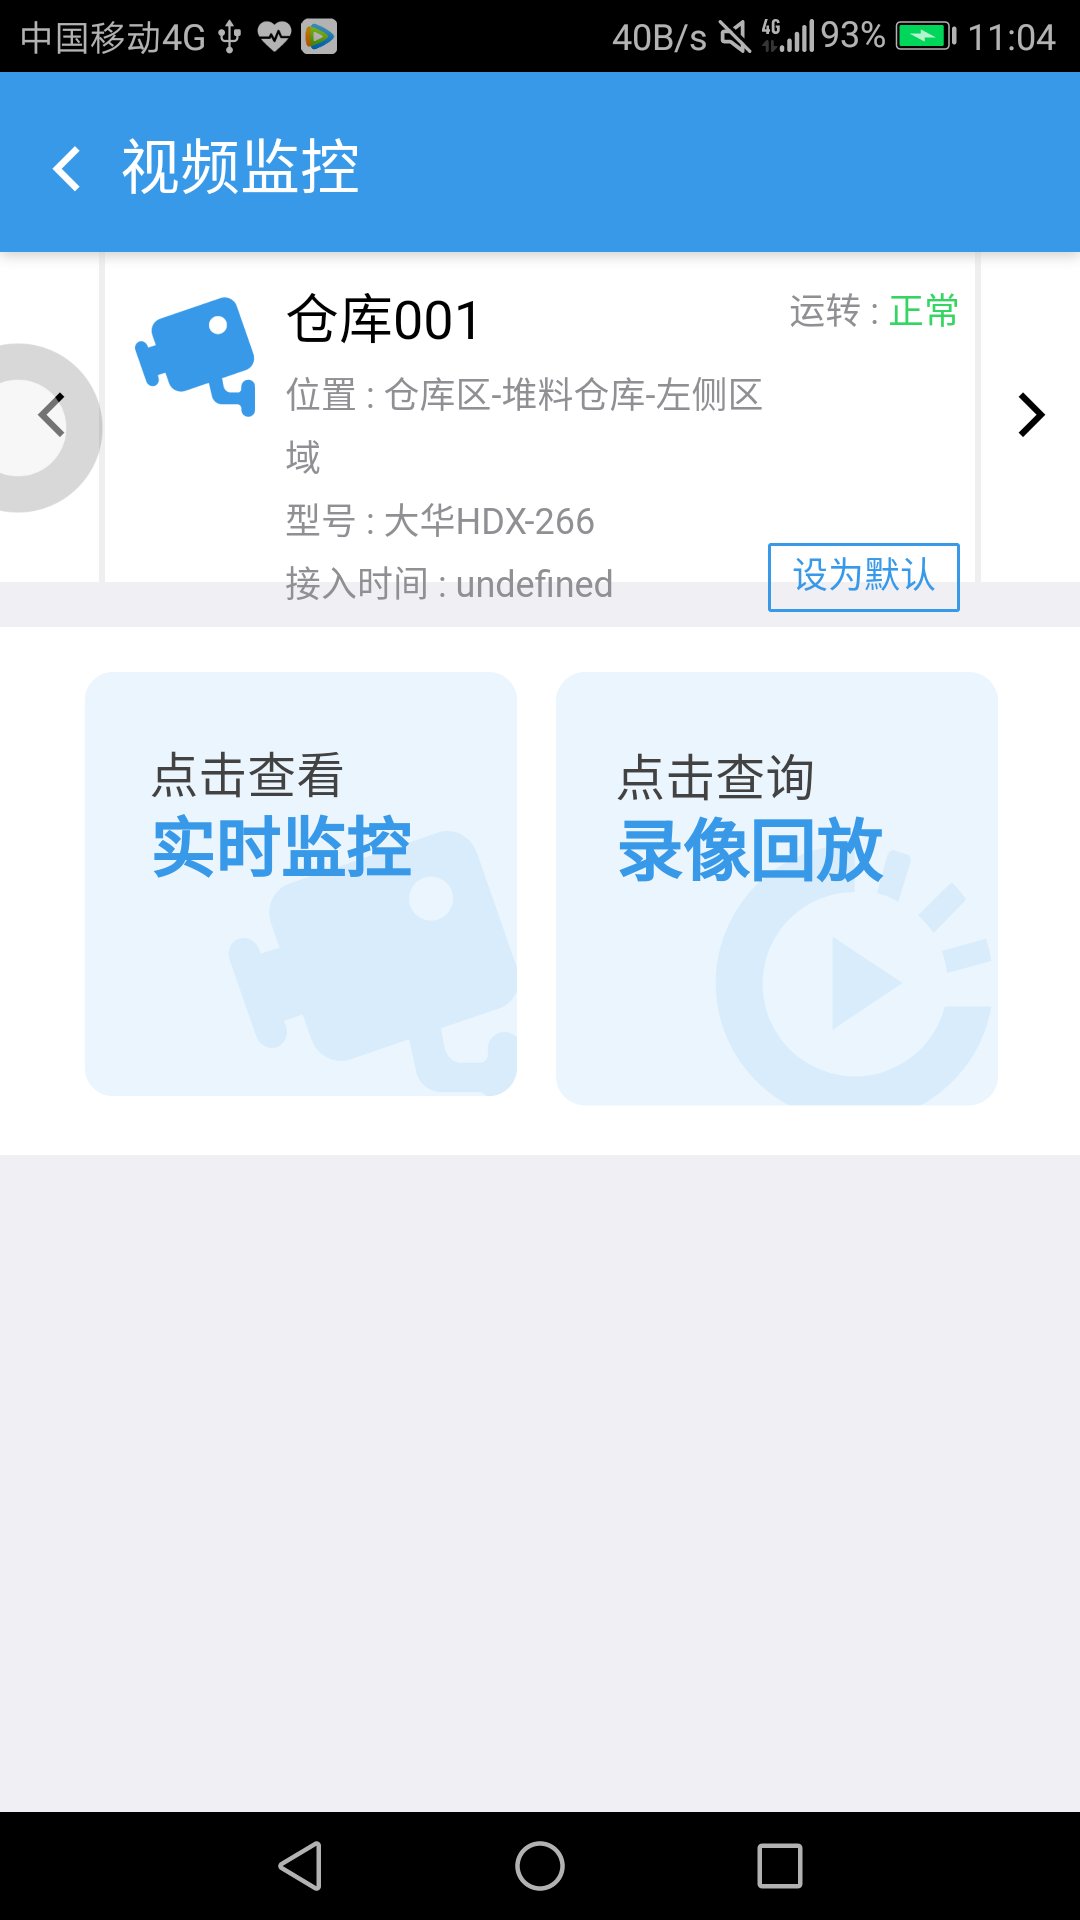 中国移动4G 40B/s 4G 93% 11:04
视频监控
仓库001 运转 : 正常
位置 : 仓库区-堆料仓库-左侧区
域
型号 : 大华HDX-266
接入时间 : undefined 设为默认
点击查看
实时监控
点击查询
录像回放